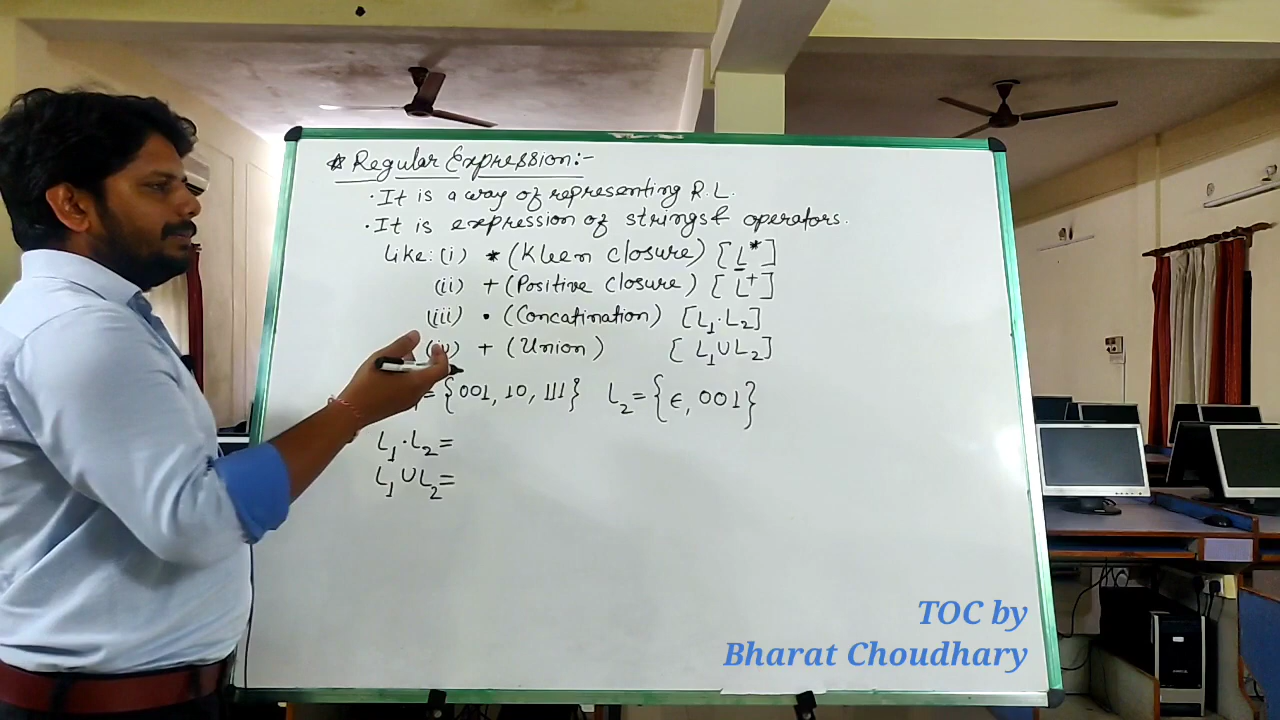 * Regular Expression:-
• It is a way of representing R.L.
• It is expression of strings & operators.
Like: (i) * (Kleen closure) [L*]
(ii) + (Positive closure) [L⁺]
(iii) • (Concatination) [L₁.L₂]
(iv) + (Union) [L₁∪L₂]
₁= {001, 10, 111} L₂= {ϵ, 001}
L₁.L₂=
L₁∪L₂=
TOC by
Bharat Choudhary